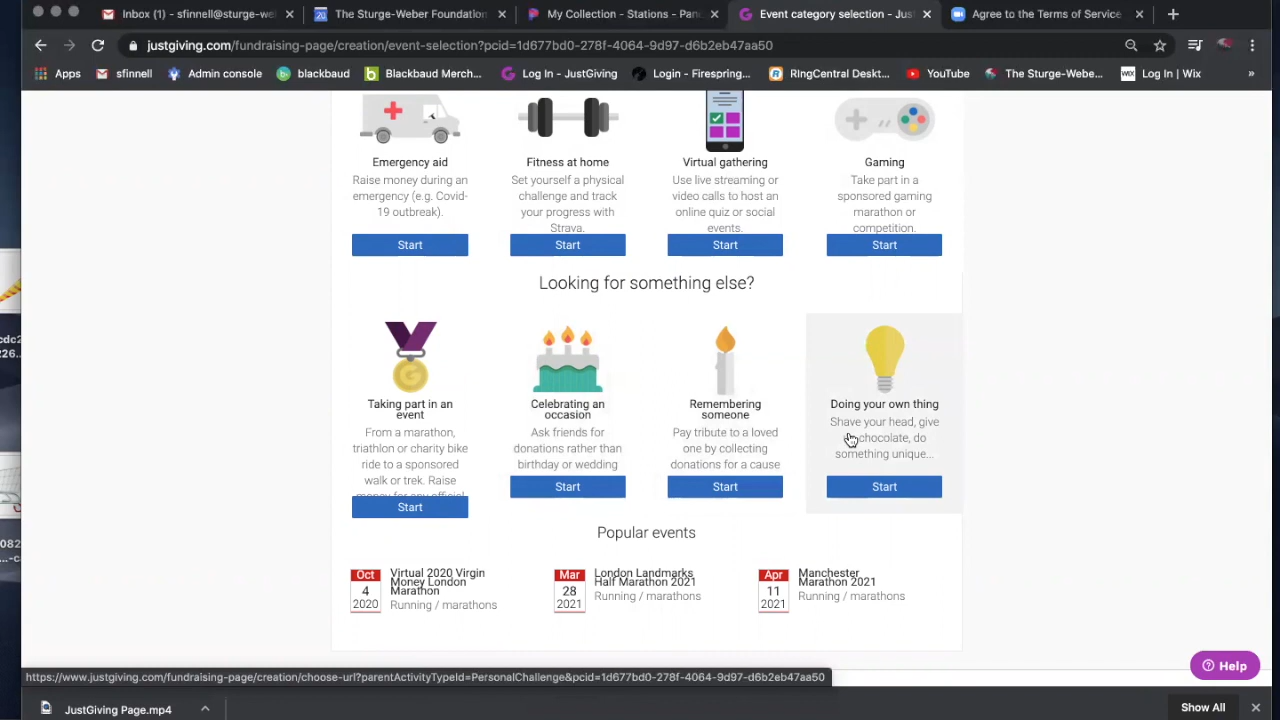 Inbox (1) - sfinnell@sturge-we
The Sturge-Weber Foundation
My Collection - Stations - Pan
Event category selection - Just
Agree to the Terms of Service
justgiving.com/fundraising-page/creation/event-selection?pcid=1d677bd0-278f-4064-9d97-d6b2eb47aa50
Apps
sfinnell
Admin console
blackbaud
Blackbaud Merch...
Log In - JustGiving
Login - Firespring...
RIngCentral Deskt...
YouTube
The Sturge-Webe...
Log In | Wix
»
Emergency aid
Raise money during an
emergency (e.g. Covid-
19 outbreak).
Start
Fitness at home
Set yourself a physical
challenge and track
your progress with
Strava.
Start
Virtual gathering
Use live streaming or
video calls to host an
online quiz or social
events.
Start
Gaming
Take part in a
sponsored gaming
marathon or
competition.
Start
Looking for something else?
Taking part in an
event
From a marathon,
triathlon or charity bike
ride to a sponsored
walk or trek. Raise
money for any official
Start
Celebrating an
occasion
Ask friends for
donations rather than
birthday or wedding
Start
Remembering
someone
Pay tribute to a loved
one by collecting
donations for a cause
Start
Doing your own thing
Shave your head, give
chocolate, do
something unique...
Start
Popular events
Oct
4
2020
Virtual 2020 Virgin
Money London
Marathon
Running / marathons
Mar
28
2021
London Landmarks
Half Marathon 2021
Running / marathons
Apr
11
2021
Manchester
Marathon 2021
Running / marathons
Help
https://www.justgiving.com/fundraising-page/creation/choose-url?parentActivityTypeId=PersonalChallenge&pcid=1d677bd0-278f-4064-9d97-d6b2eb47aa50
JustGiving Page.mp4
Show All
cdc2
226...
082
-ca